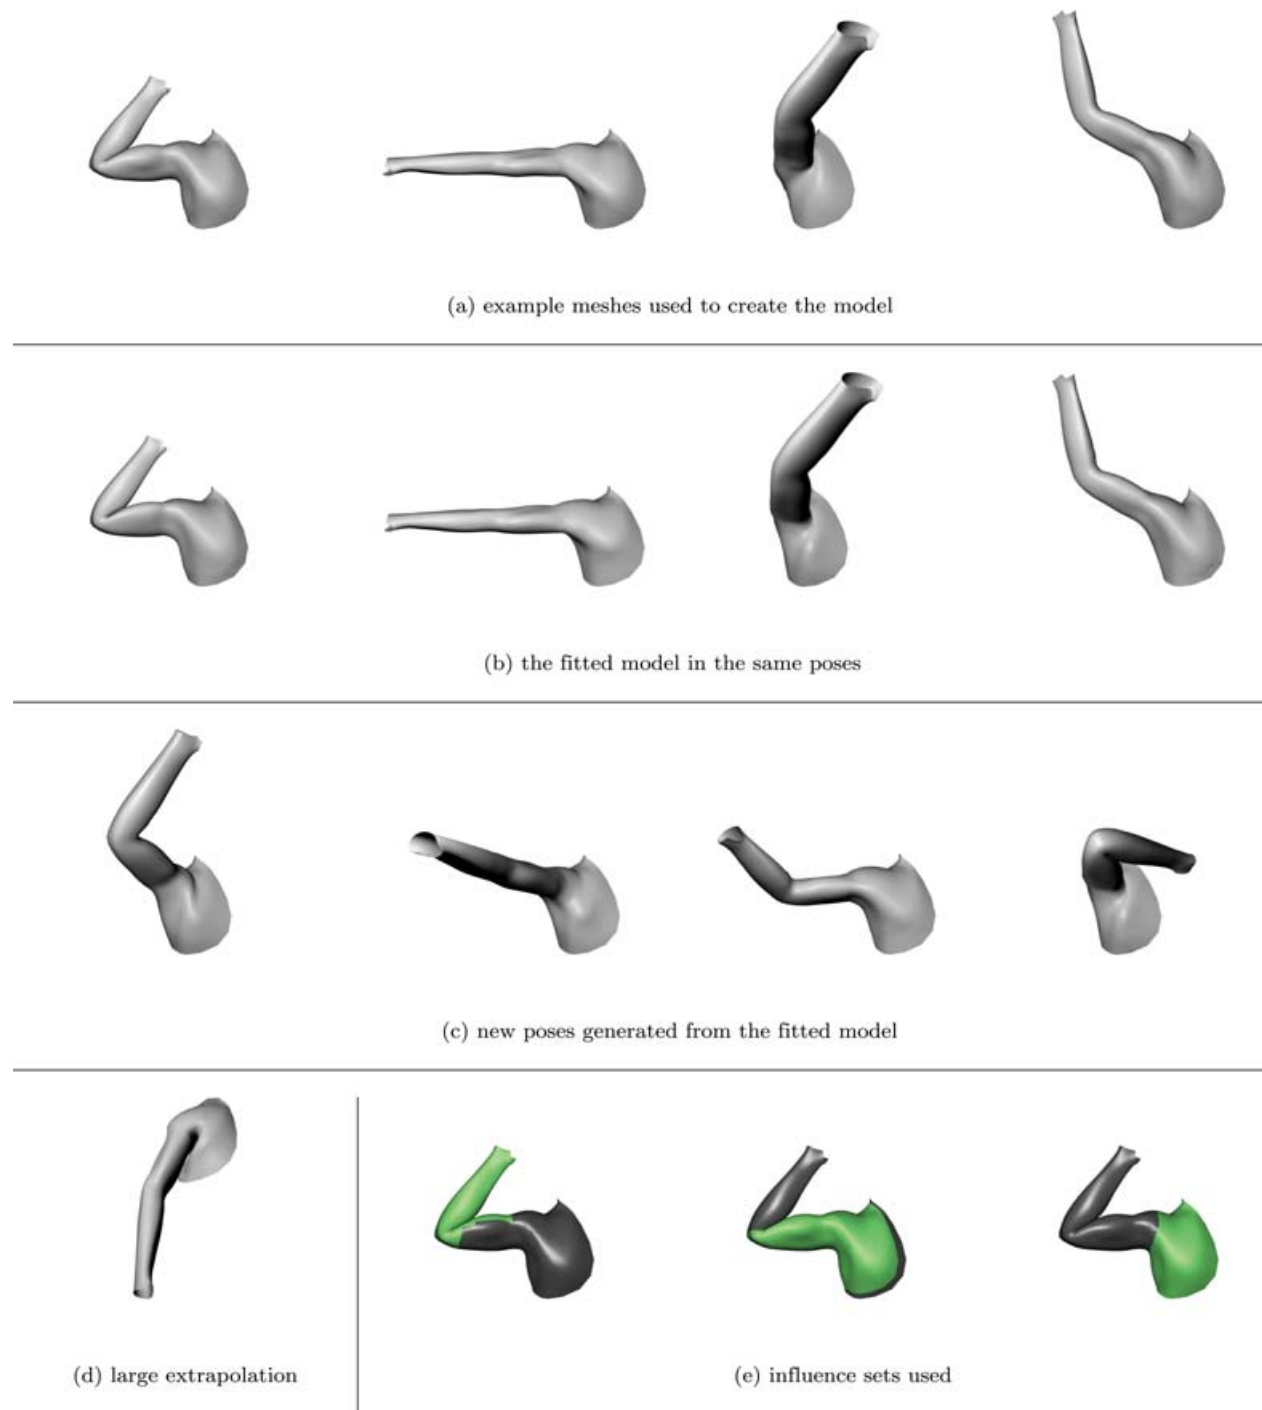 (a) example meshes used to create the model
(b) the fitted model in the same poses
(c) new poses generated from the fitted model
(d) large extrapolation
(e) influence sets used